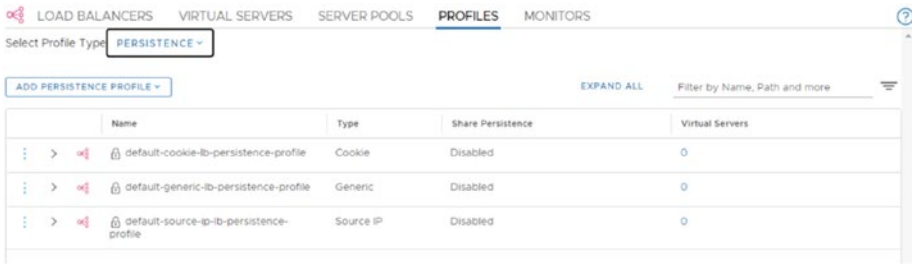 LOAD BALANCERS VIRTUAL SERVERS SERVER POOLS PROFILES MONITORS ?
Select Profile Type PERSISTENCE
ADD PERSISTENCE PROFILE EXPAND ALL Filter by Name, Path and more
Name Type Share Persistence Virtual Servers
default-cookie-lb-persistence-profile Cookie Disabled 0
default-generic-lb-persistence-profile Generic Disabled 0
default-source-ip-lb-persistence- Source IP Disabled 0
profile